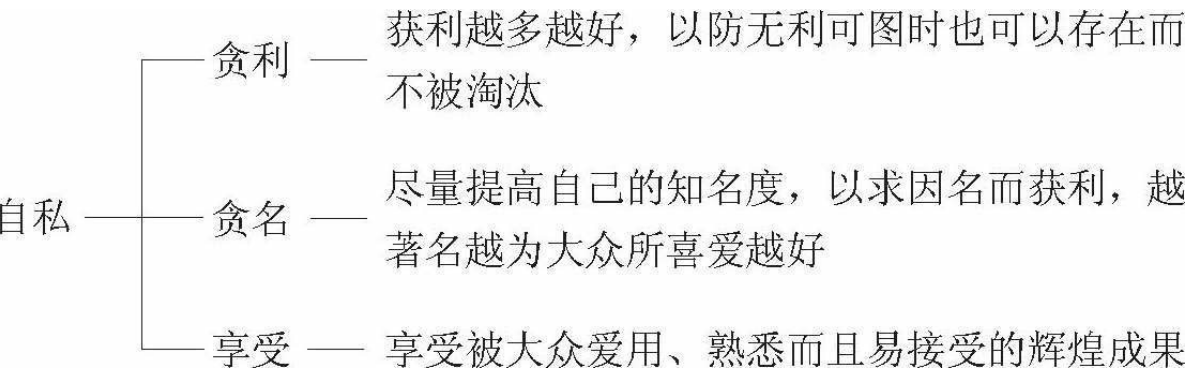 获利越多越好，以防无利可图时也可以存在而
贪利
不被淘汰
尽量提高自己的知名度，以求因名而获利，越
自私
贪名
著名越为大众所喜爱越好
享受
享受被大众爱用、熟悉而且易接受的辉煌成果